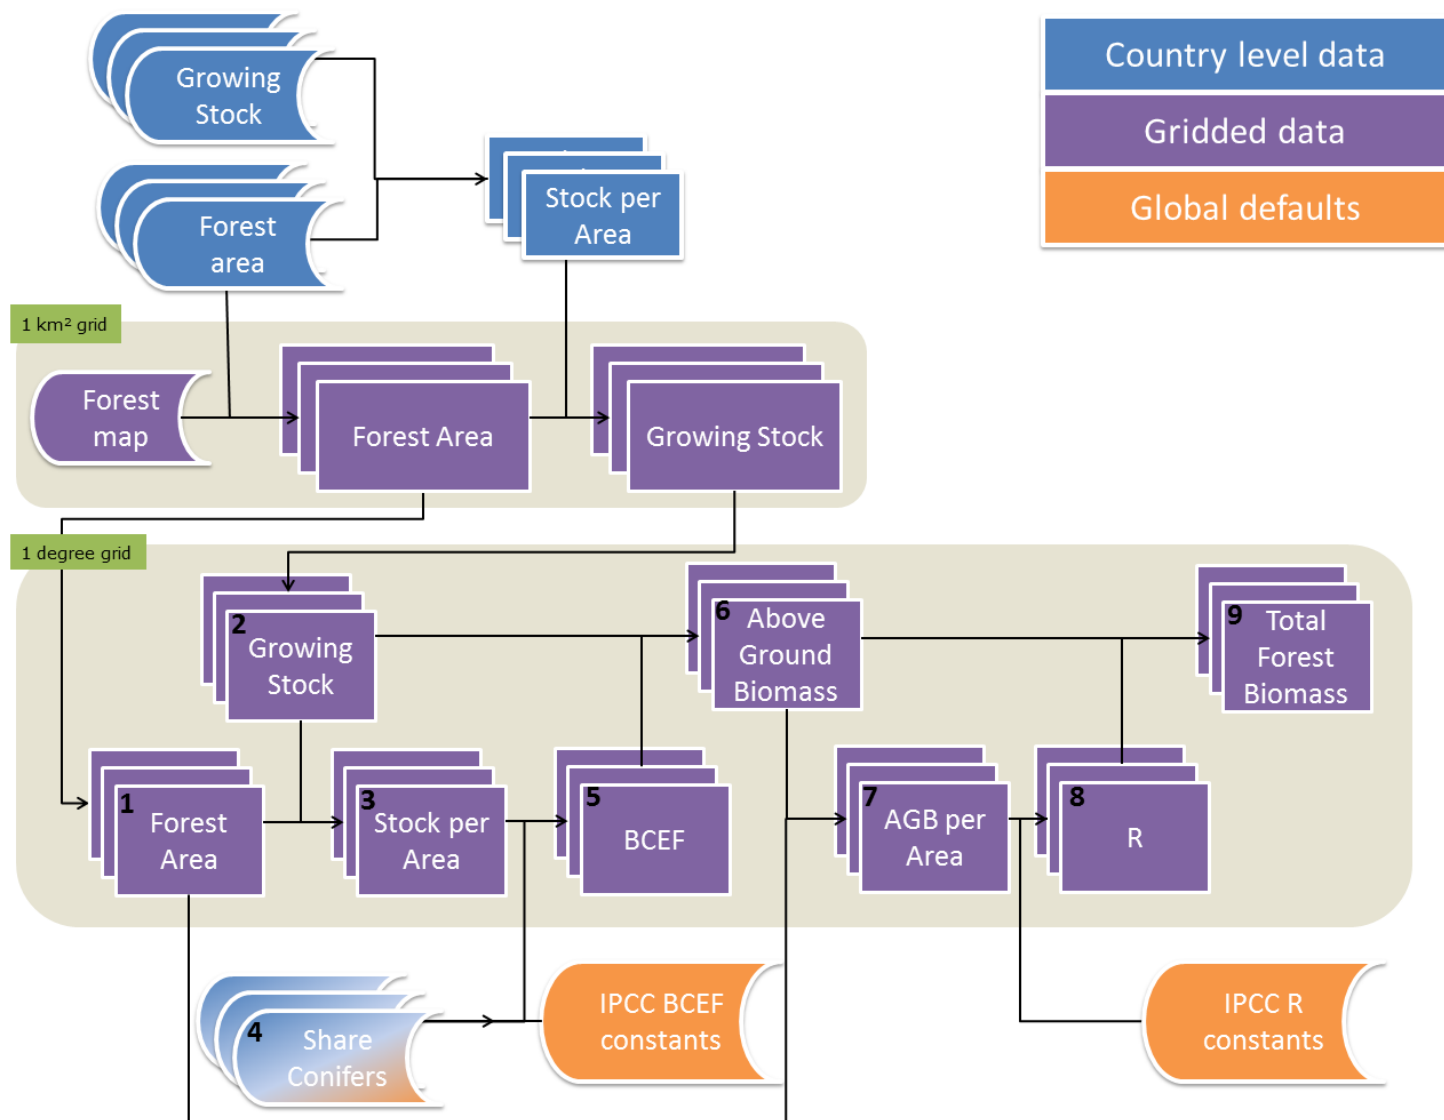 Growing
Stock
Country level data
Gridded data
Global defaults
Stock per
Area
Forest
area
1 km² grid
Forest
map
Forest Area
Growing Stock
1 degree grid
2
Growing
Stock
6
Above
Ground
Biomass
9
Total
Forest
Biomass
1
Forest
Area
3
Stock per
Area
5
BCEF
7
AGB per
Area
8
R
4
Share
Conifers
IPCC BCEF
constants
IPCC R
constants